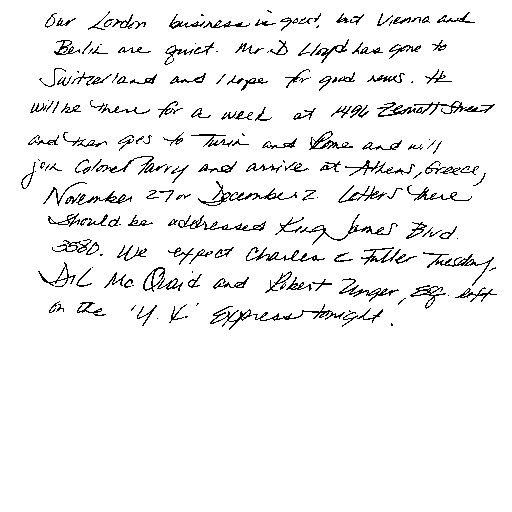 Our London business is good, but Vienna and
Berlin are quiet. Mr D Lloyd has gone to
Switzerland and I hope for good news. He
will be there for a week at 1496 Zermott Street
and then goes to Turin and Rome and will
join Colonel Parry and arrive at Athens, Greece,
November 27 or December 2. Letters there
should be addressed King James Blvd.
3580. We expect Charles E Fuller Tuesday.
Dr L Mc Quaid and Robert Unger, Esq. left
on the 'Y. X.' Express tonight.